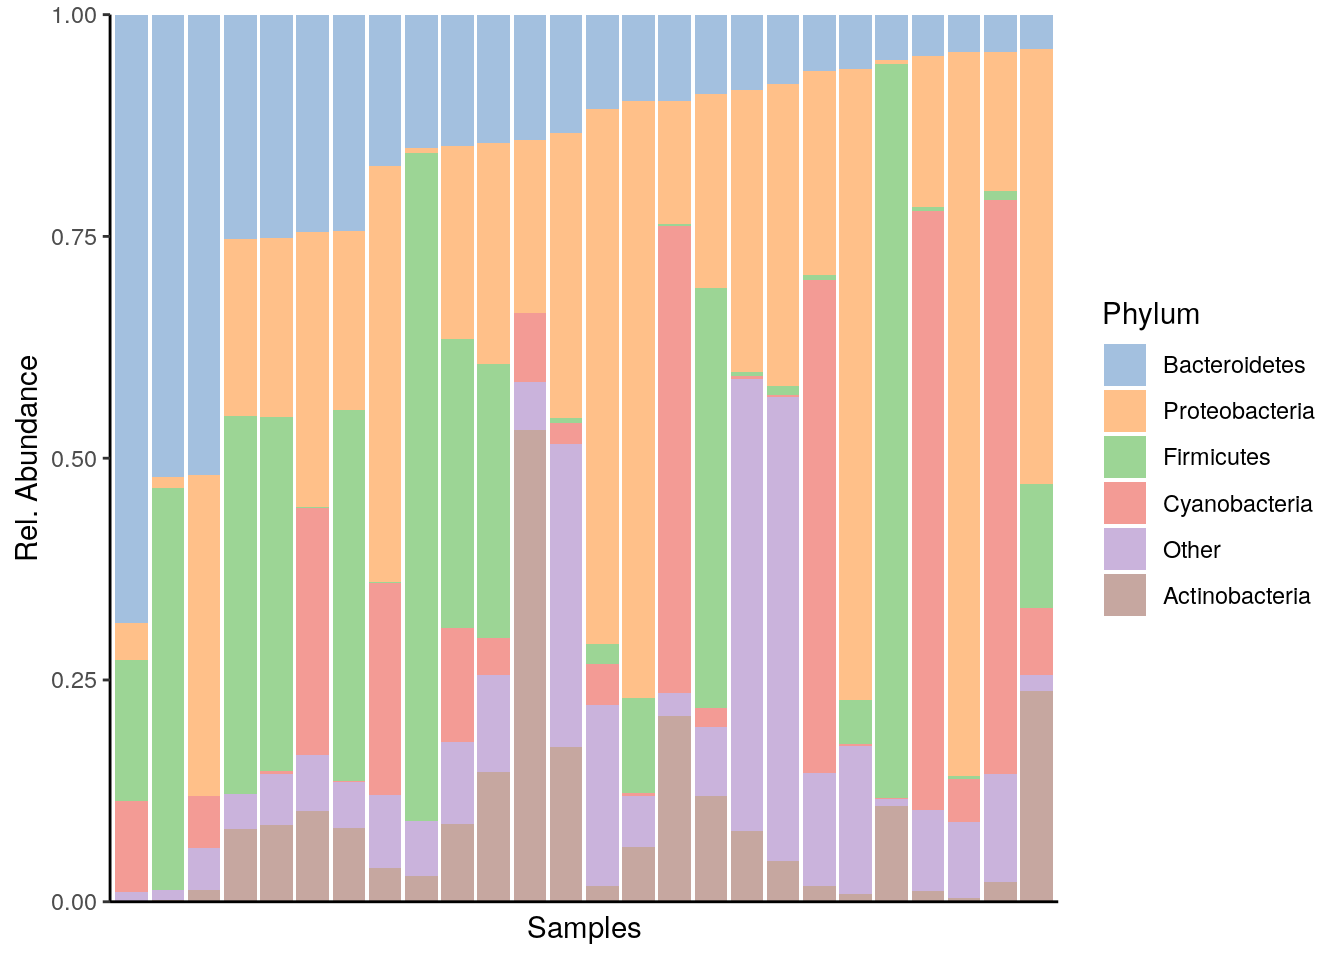 1.00
0.75
0.50
0.25
0.00
Rel. Abundance
Samples
Phylum
Bacteroidetes
Proteobacteria
Firmicutes
Cyanobacteria
Other
Actinobacteria